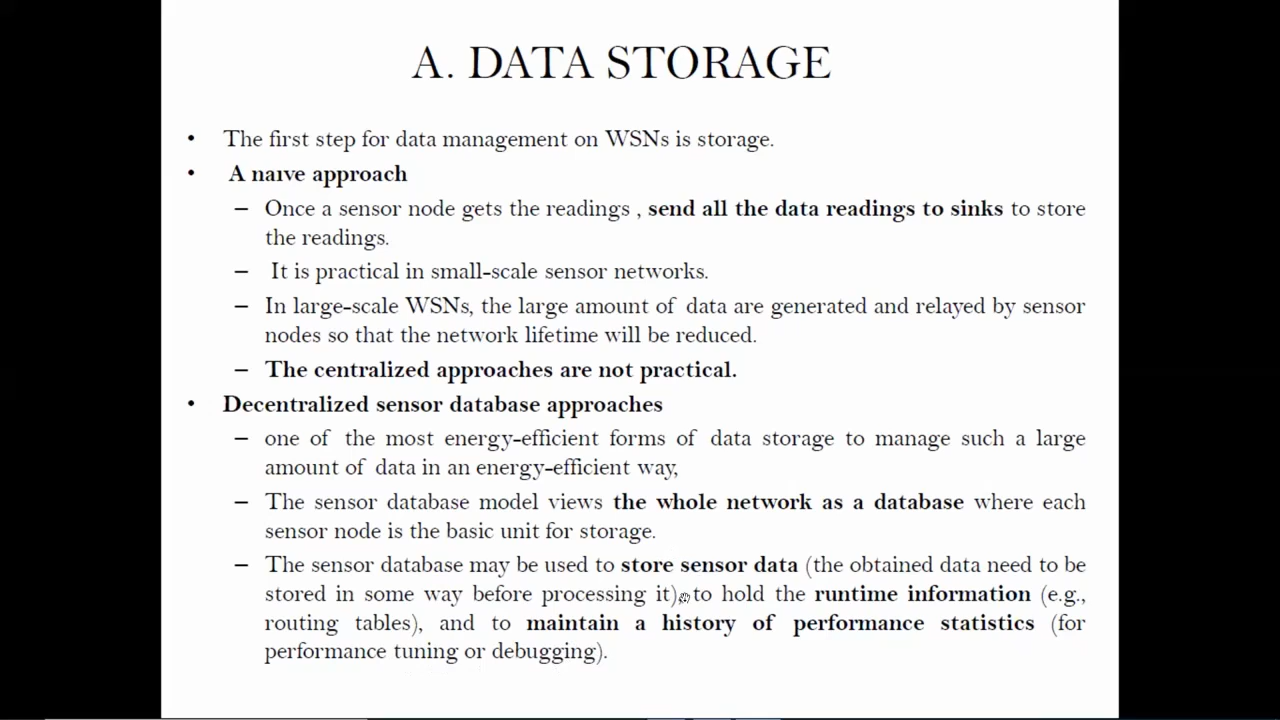 A. DATA STORAGE
• The first step for data management on WSNs is storage.
• A naıve approach
– Once a sensor node gets the readings , send all the data readings to sinks to store
the readings.
– It is practical in small-scale sensor networks.
– In large-scale WSNs, the large amount of data are generated and relayed by sensor
nodes so that the network lifetime will be reduced.
– The centralized approaches are not practical.
• Decentralized sensor database approaches
– one of the most energy-efficient forms of data storage to manage such a large
amount of data in an energy-efficient way,
– The sensor database model views the whole network as a database where each
sensor node is the basic unit for storage.
– The sensor database may be used to store sensor data (the obtained data need to be
stored in some way before processing it), to hold the runtime information (e.g.,
routing tables), and to maintain a history of performance statistics (for
performance tuning or debugging).